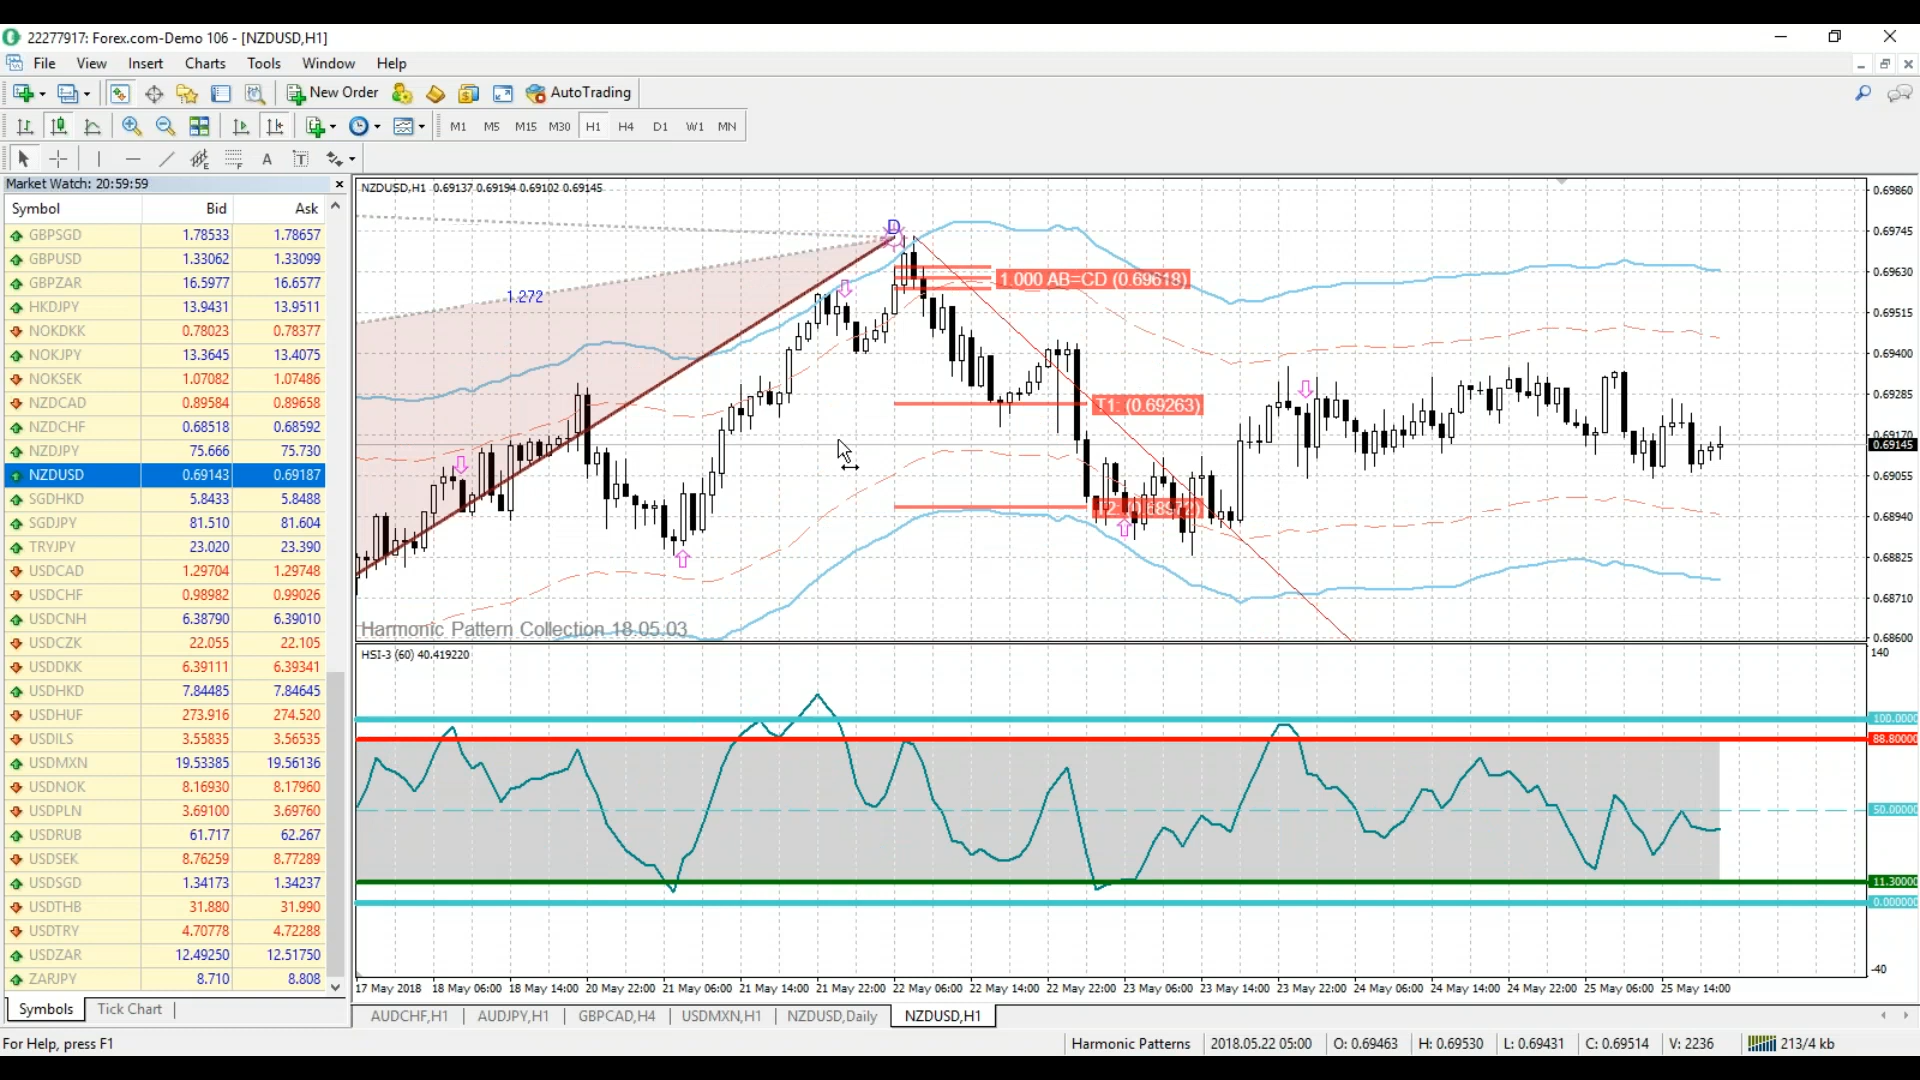 22277917: Forex.com-Demo 106 - [NZDUSD,H1]
File View Insert Charts Tools Window Help
New Order AutoTrading
M1 M5 M15 M30 H1 H4 D1 W1 MN
A T
Market Watch: 20:59:59
Symbol Bid Ask
GBPSGD 1.78533 1.78657
GBPUSD 1.33062 1.33099
GBPZAR 16.5977 16.6577
HKDJPY 13.9431 13.9511
NOKDKK 0.78023 0.78377
NOKJPY 13.3645 13.4075
NOKSEK 1.07082 1.07486
NZDCAD 0.89584 0.89658
NZDCHF 0.68518 0.68592
NZDJPY 75.666 75.730
NZDUSD 0.69143 0.69187
SGDHKD 5.8433 5.8488
SGDJPY 81.510 81.604
TRYJPY 23.020 23.390
USDCAD 1.29704 1.29748
USDCHF 0.98982 0.99026
USDCNH 6.38790 6.39010
USDCZK 22.055 22.105
USDDKK 6.39111 6.39341
USDHKD 7.84485 7.84645
USDHUF 273.916 274.520
USDILS 3.55835 3.56535
USDMXN 19.53385 19.56136
USDNOK 8.16930 8.17960
USDPLN 3.69100 3.69760
USDRUB 61.717 62.267
USDSEK 8.76259 8.77289
USDSGD 1.34173 1.34237
USDTHB 31.880 31.990
USDTRY 4.70778 4.72288
USDZAR 12.49250 12.51750
ZARJPY 8.710 8.808
Symbols Tick Chart
NZDUSD,H1 0.69137 0.69194 0.69102 0.69145
D
1.272
1.000 AB=CD (0.69618)
T1: (0.69263)
Harmonic Pattern Collection 18.05.03
0.69860
0.69745
0.69630
0.69515
0.69400
0.69285
0.69170
0.69145
0.69055
0.68940
0.68825
0.68710
0.68600
HSI-3 (60) 40.419220
140
100.0000
88.80000
50.00000
11.30000
0.000000
-40
17 May 2018 18 May 06:00 18 May 14:00 20 May 22:00 21 May 06:00 21 May 14:00 21 May 22:00 22 May 06:00 22 May 14:00 22 May 22:00 23 May 06:00 23 May 14:00 23 May 22:00 24 May 06:00 24 May 14:00 24 May 22:00 25 May 06:00 25 May 14:00
AUDCHF,H1 AUDJPY,H1 GBPCAD,H4 USDMXN,H1 NZDUSD,Daily NZDUSD,H1
For Help, press F1 Harmonic Patterns 2018.05.22 05:00 O: 0.69463 H: 0.69530 L: 0.69431 C: 0.69514 V: 2236 213/4 kb